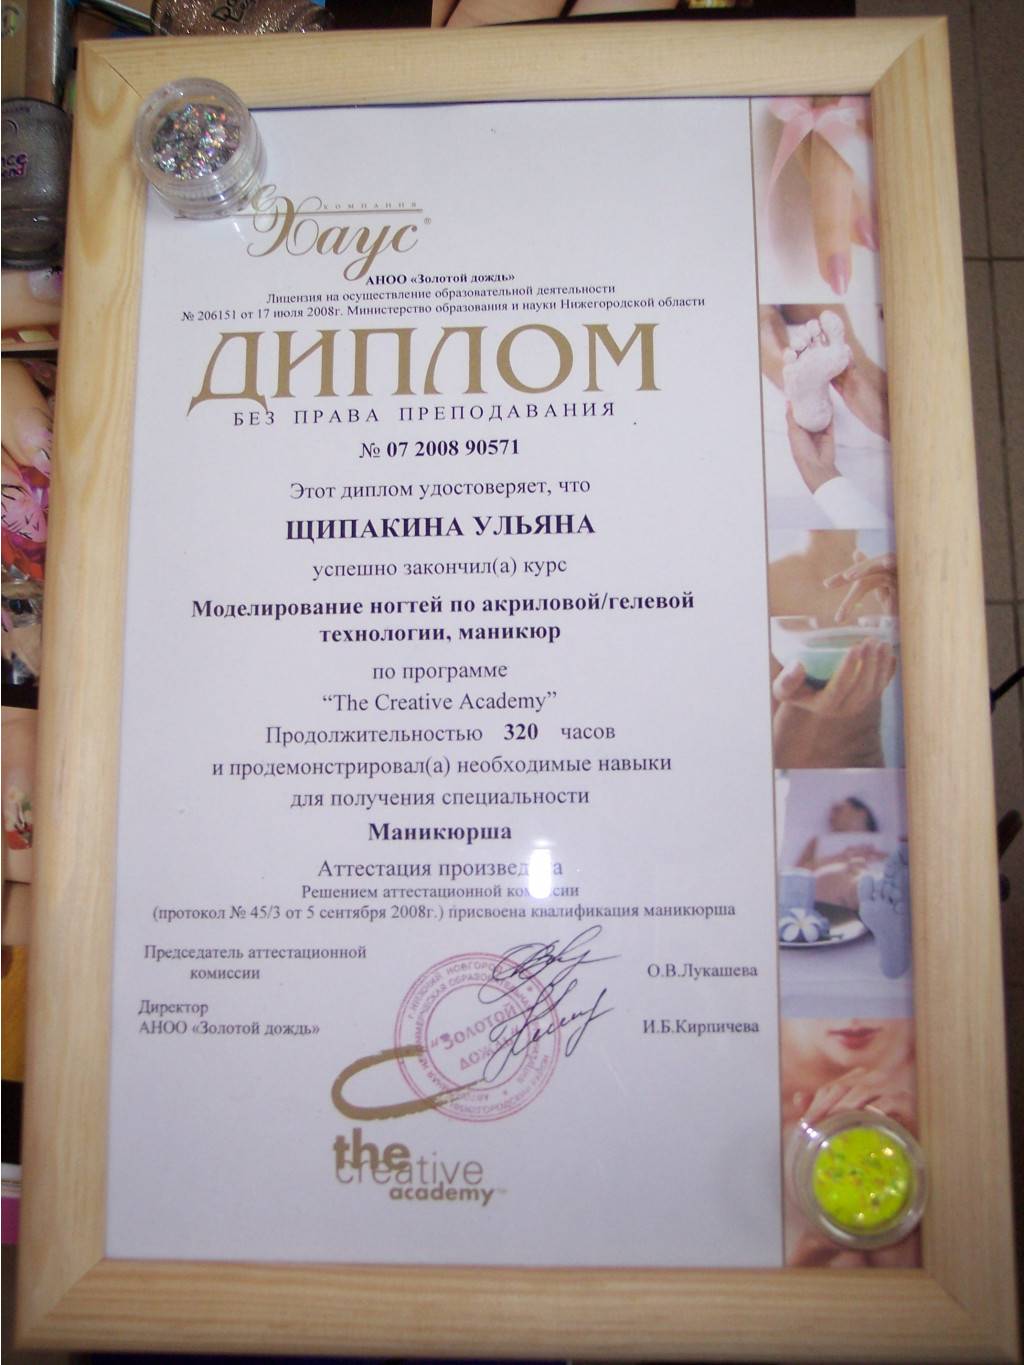 КОМПАНИЯ
Хаус®
АНОО «Золотой дождь»
Лицензия на осуществление образовательной деятельности
№ 206151 от 17 июля 2008г. Министерство образования и науки Нижегородской области
ДИПЛОМ
БЕЗ ПРАВА ПРЕПОДАВАНИЯ
№ 07 2008 90571
Этот диплом удостоверяет, что
ЩИПАКИНА УЛЬЯНА
успешно закончил(а) курс
Моделирование ногтей по акриловой/гелевой
технологии, маникюр
по программе
“The Creative Academy”
Продолжительностью 320 часов
и продемонстрировал(а) необходимые навыки
для получения специальности
Маникюрша
Аттестация произведена
Решением аттестационной комиссии
(протокол № 45/3 от 5 сентября 2008г.) присвоена квалификация маникюрша
Председатель аттестационной
комиссии
О.В.Лукашева
Директор
АНОО «Золотой дождь»
И.Б.Кирпичева
"ЗОЛОТОЙ
ДОЖДЬ"
the
creative
academy™